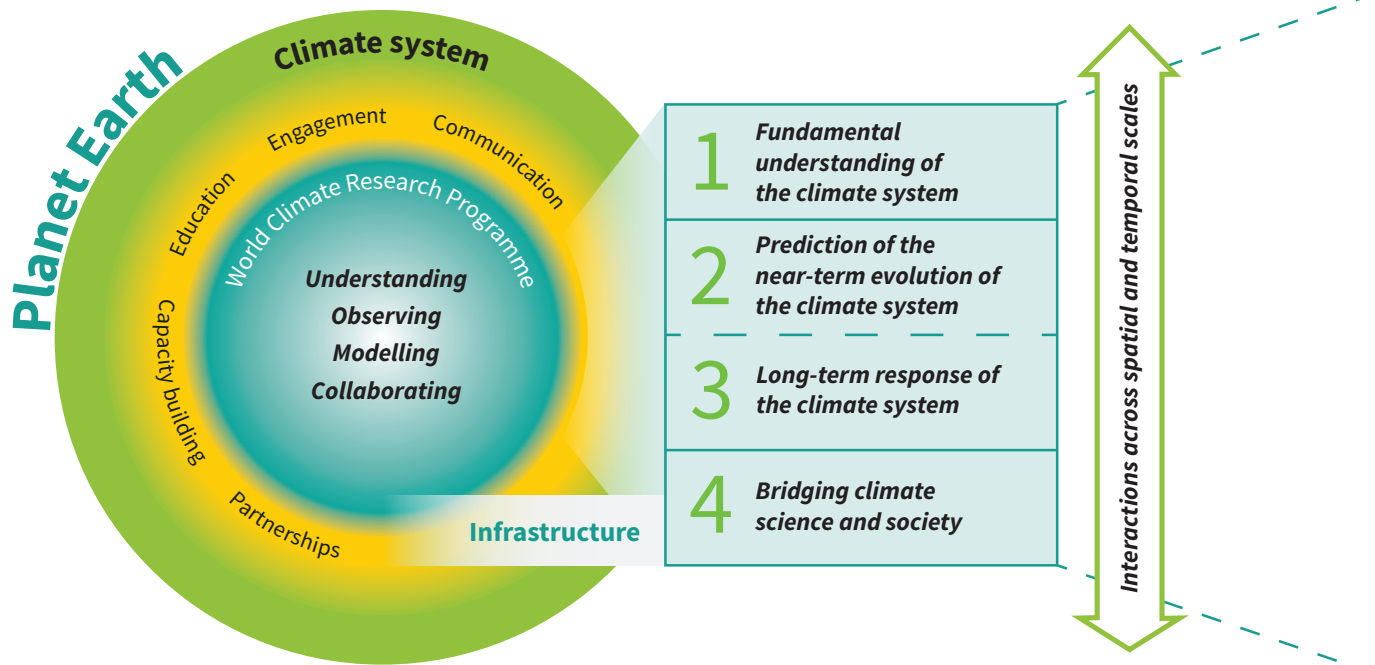 Planet Earth
Climate system
Engagement
Communication
Education
Capacity building
Partnerships
World Climate Research Programme
Understanding
Observing
Modelling
Collaborating
Infrastructure
1
Fundamental
understanding of
the climate system
2
Prediction of the
near-term evolution of
the climate system
3
Long-term response of
the climate system
4
Bridging climate
science and society
Interactions across spatial and temporal scales